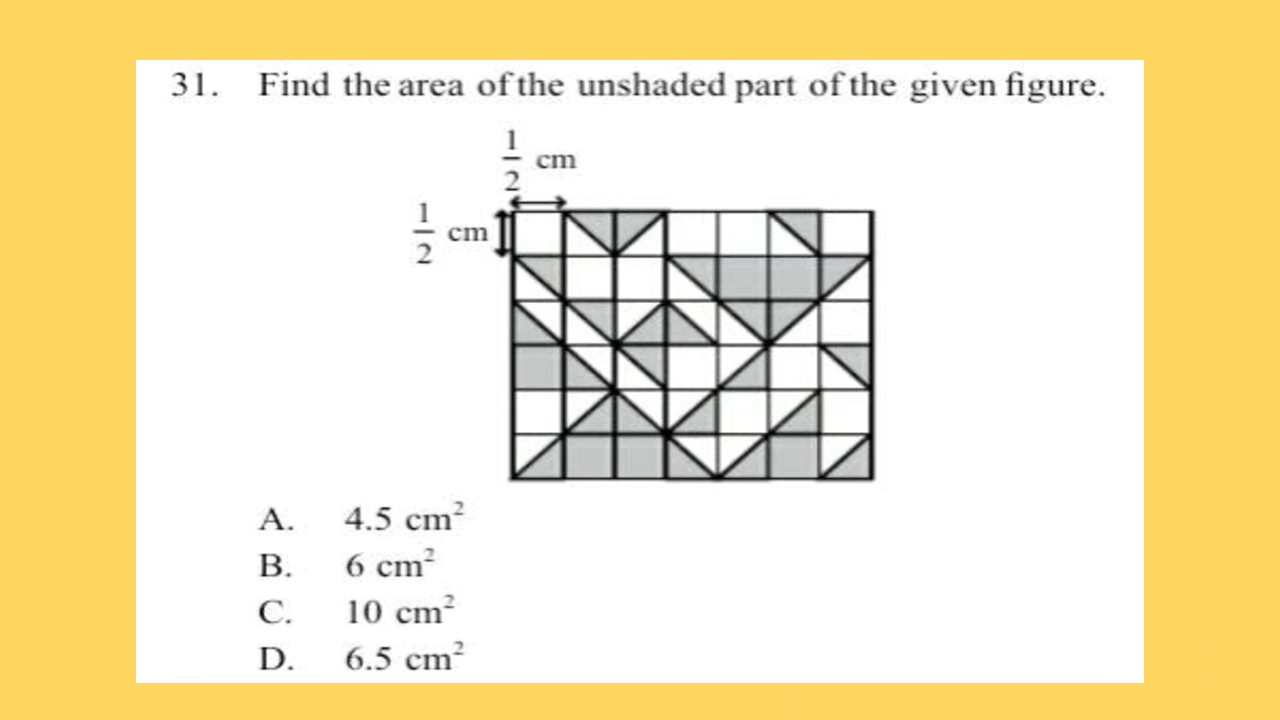 31. Find the area of the unshaded part of the given figure.
1/2 cm
1/2 cm
A. 4.5 cm²
B. 6 cm²
C. 10 cm²
D. 6.5 cm²